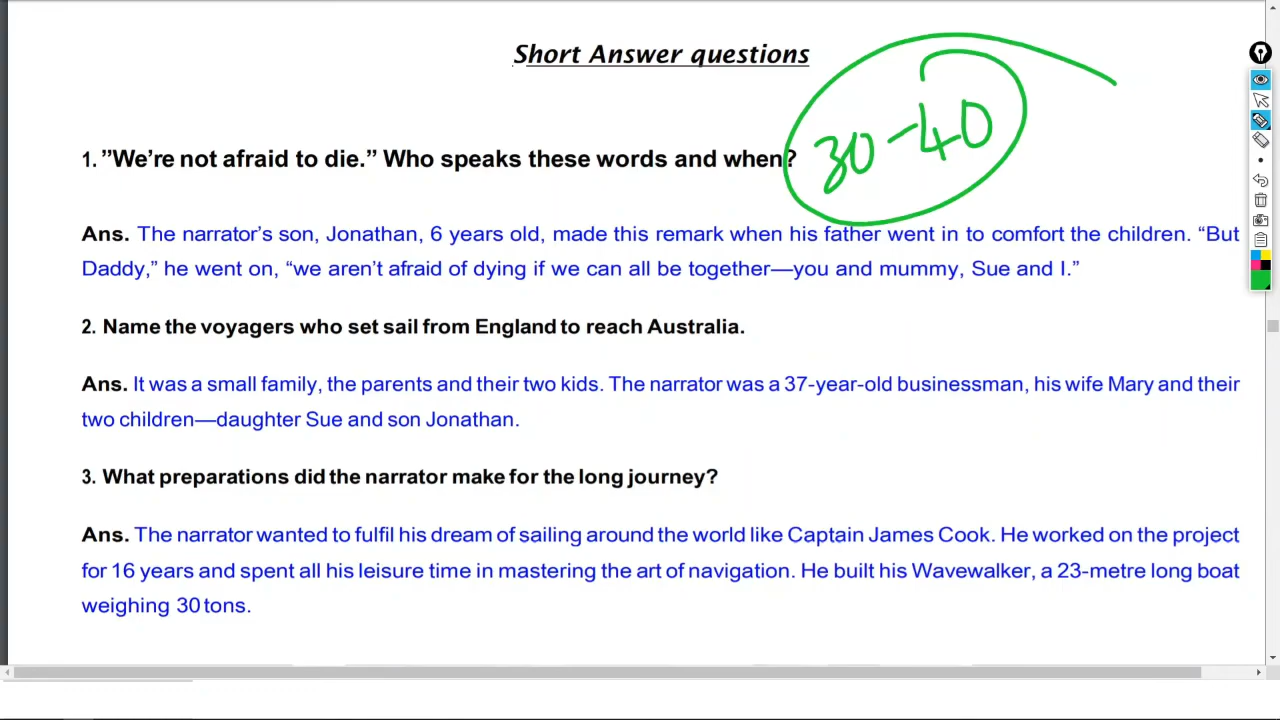 Short Answer questions
30-40
1. ”We’re not afraid to die.” Who speaks these words and when?
Ans. The narrator’s son, Jonathan, 6 years old, made this remark when his father went in to comfort the children. “But
Daddy,” he went on, “we aren’t afraid of dying if we can all be together—you and mummy, Sue and I.”
2. Name the voyagers who set sail from England to reach Australia.
Ans. It was a small family, the parents and their two kids. The narrator was a 37-year-old businessman, his wife Mary and their
two children—daughter Sue and son Jonathan.
3. What preparations did the narrator make for the long journey?
Ans. The narrator wanted to fulfil his dream of sailing around the world like Captain James Cook. He worked on the project
for 16 years and spent all his leisure time in mastering the art of navigation. He built his Wavewalker, a 23-metre long boat
weighing 30 tons.